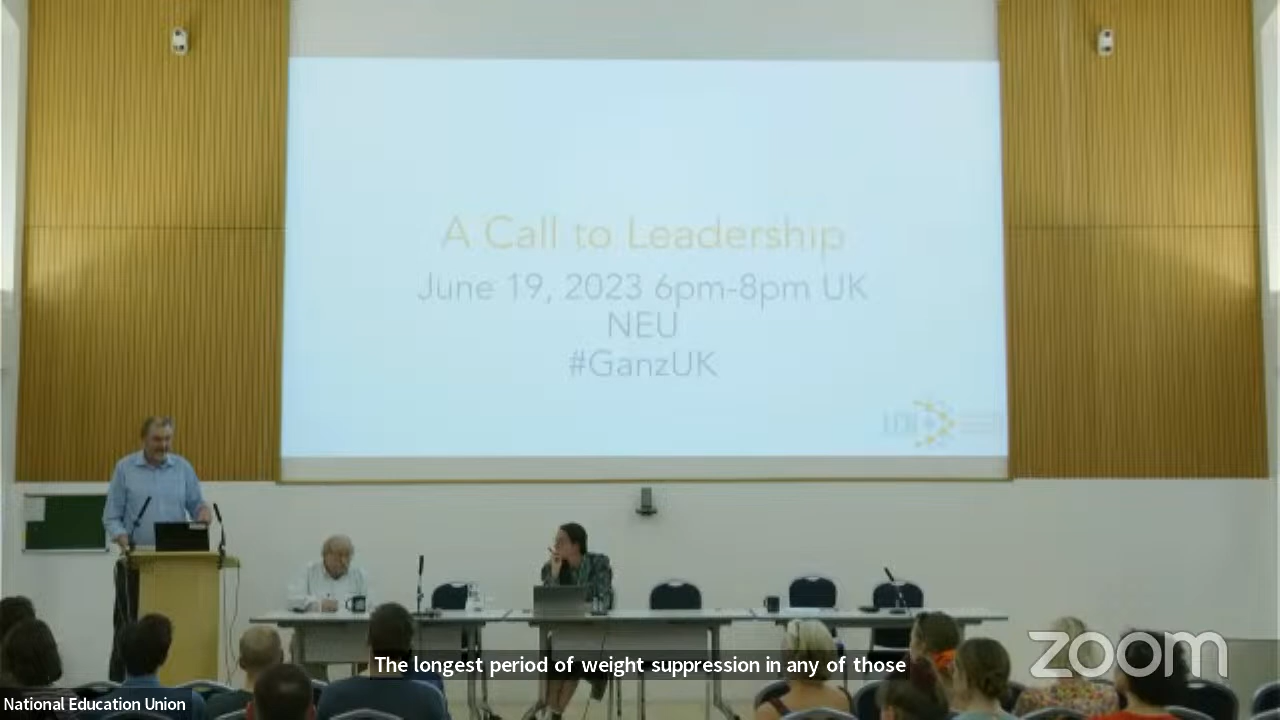 A Call to Leadership
June 19, 2023 6pm-8pm UK
NEU
#GanzUK
The longest period of weight suppression in any of those
zoom
National Education Union